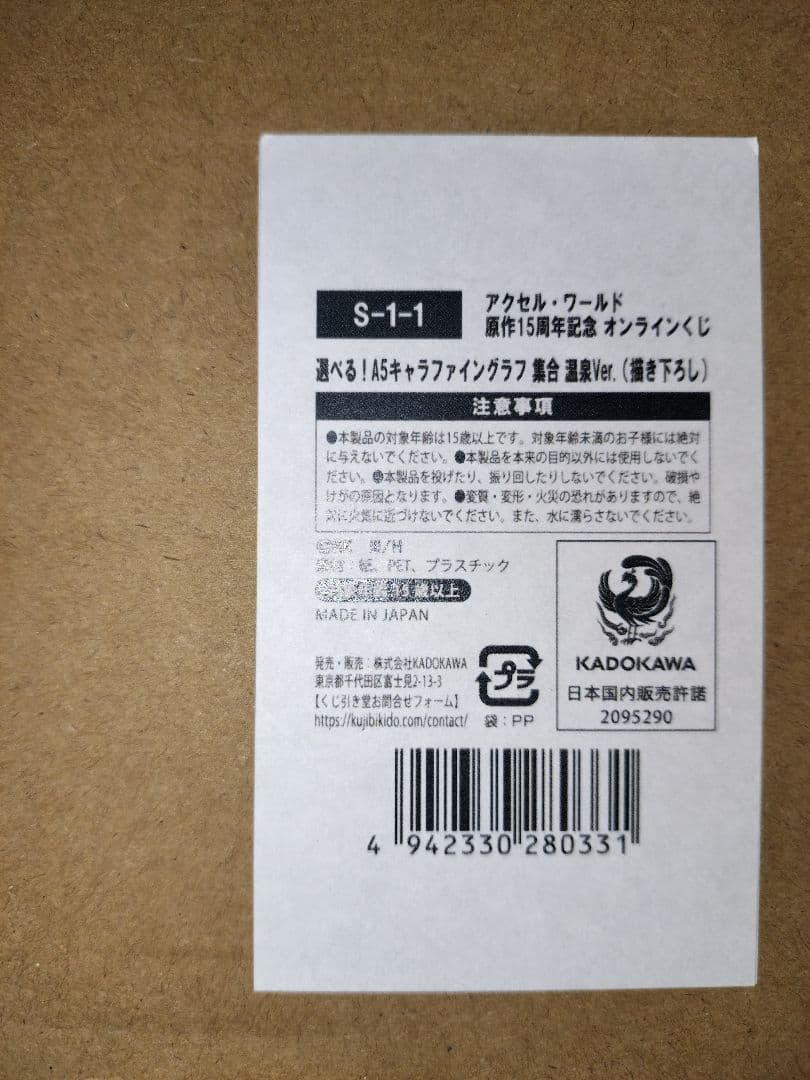 S-1-1
アクセル・ワールド
原作15周年記念 オンラインくじ
選べる！A5キャラファイングラフ 集合 温泉Ver.（描き下ろし）
注意事項
●本製品の対象年齢は15歳以上です。対象年齢未満のお子様には絶対
に与えないでください。●本製品を本来の目的以外には使用しないでく
ださい。●本製品を投げたり、振り回したりしないでください。破損や
けがの原因となります。●変質・変形・火災の恐れがありますので、絶
対に火気に近づけないでください。また、水に濡らさないでください。
紙、PET、プラスチック
15歳以上
MADE IN JAPAN
発売・販売：株式会社KADOKAWA
東京都千代田区富士見2-13-3
【くじ引き堂お問合せフォーム】
https://kujibikido.com/contact/
プラ
袋：PP
KADOKAWA
日本国内販売許諾
2095290
4 942330 280331